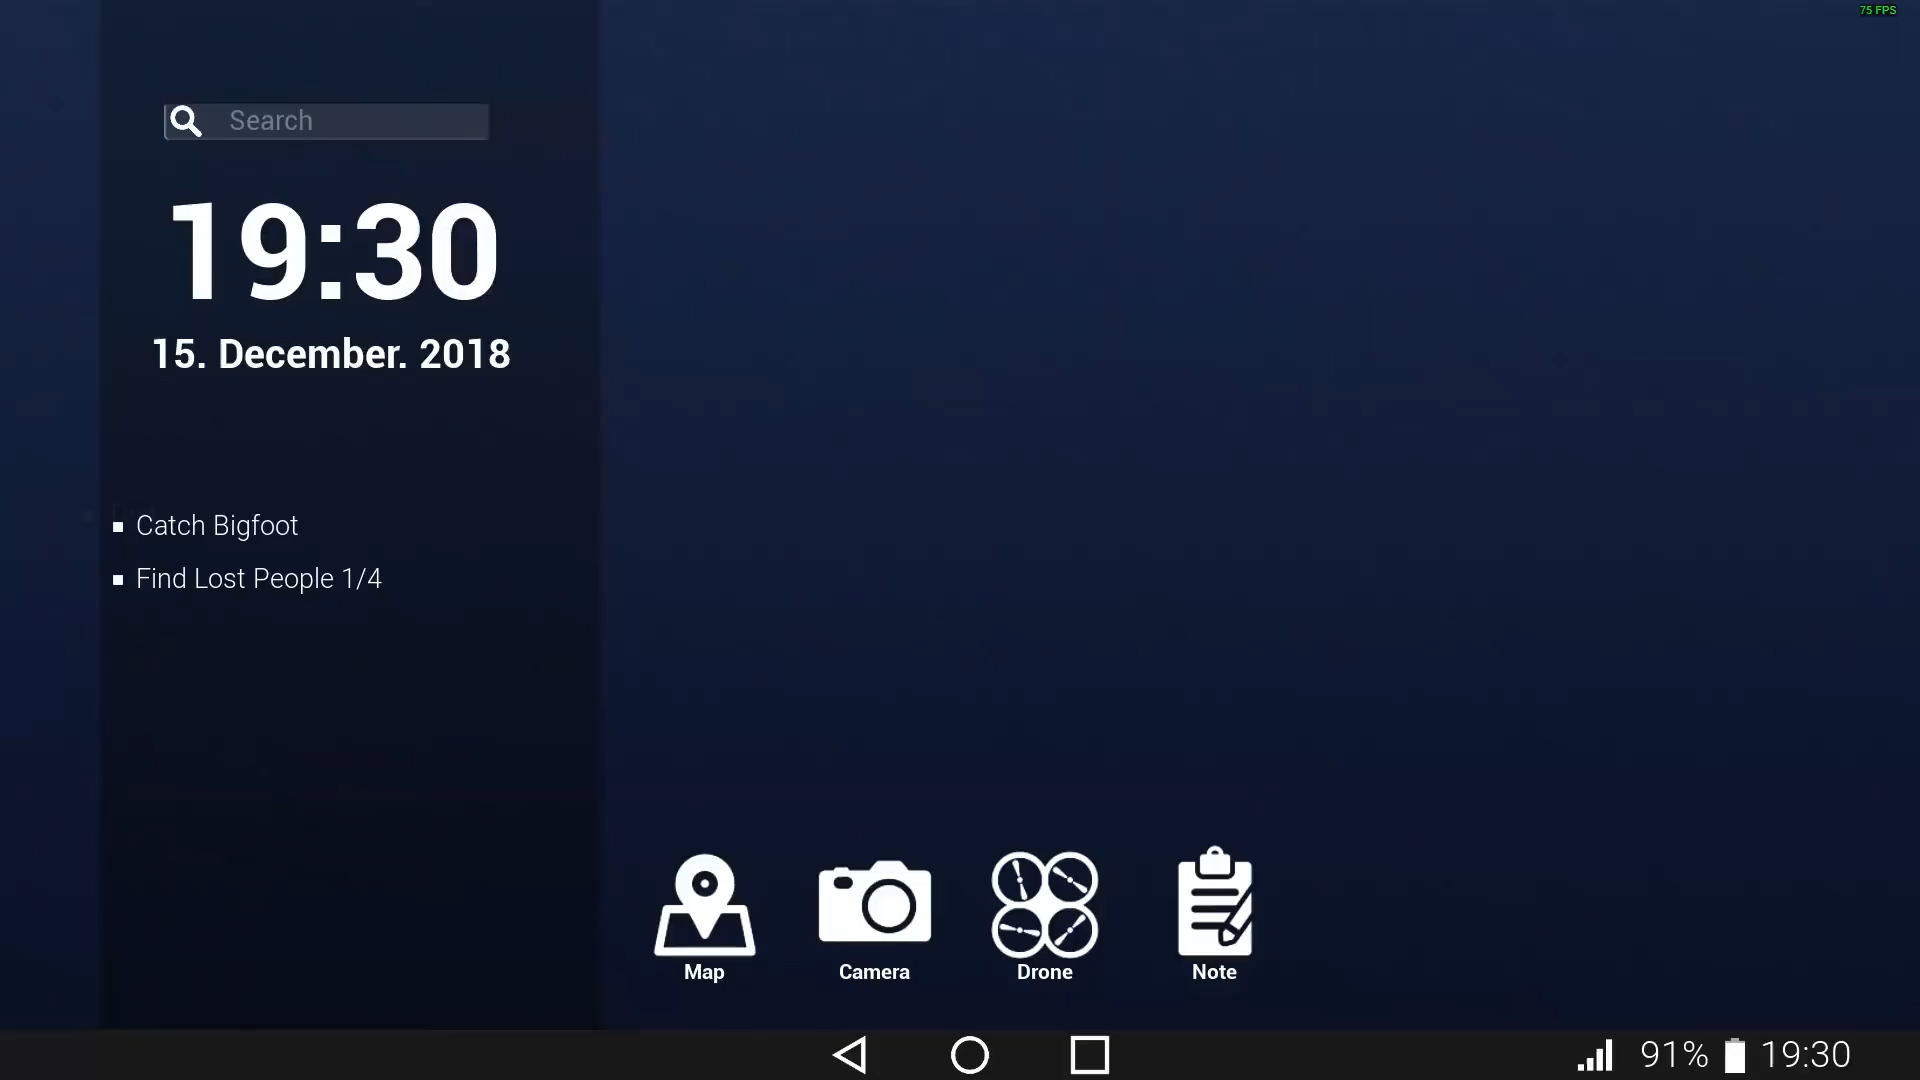 75 FPS
Search
19:30
15. December. 2018
Catch Bigfoot
Find Lost People 1/4
Map
Camera
Drone
Note
91%
19:30